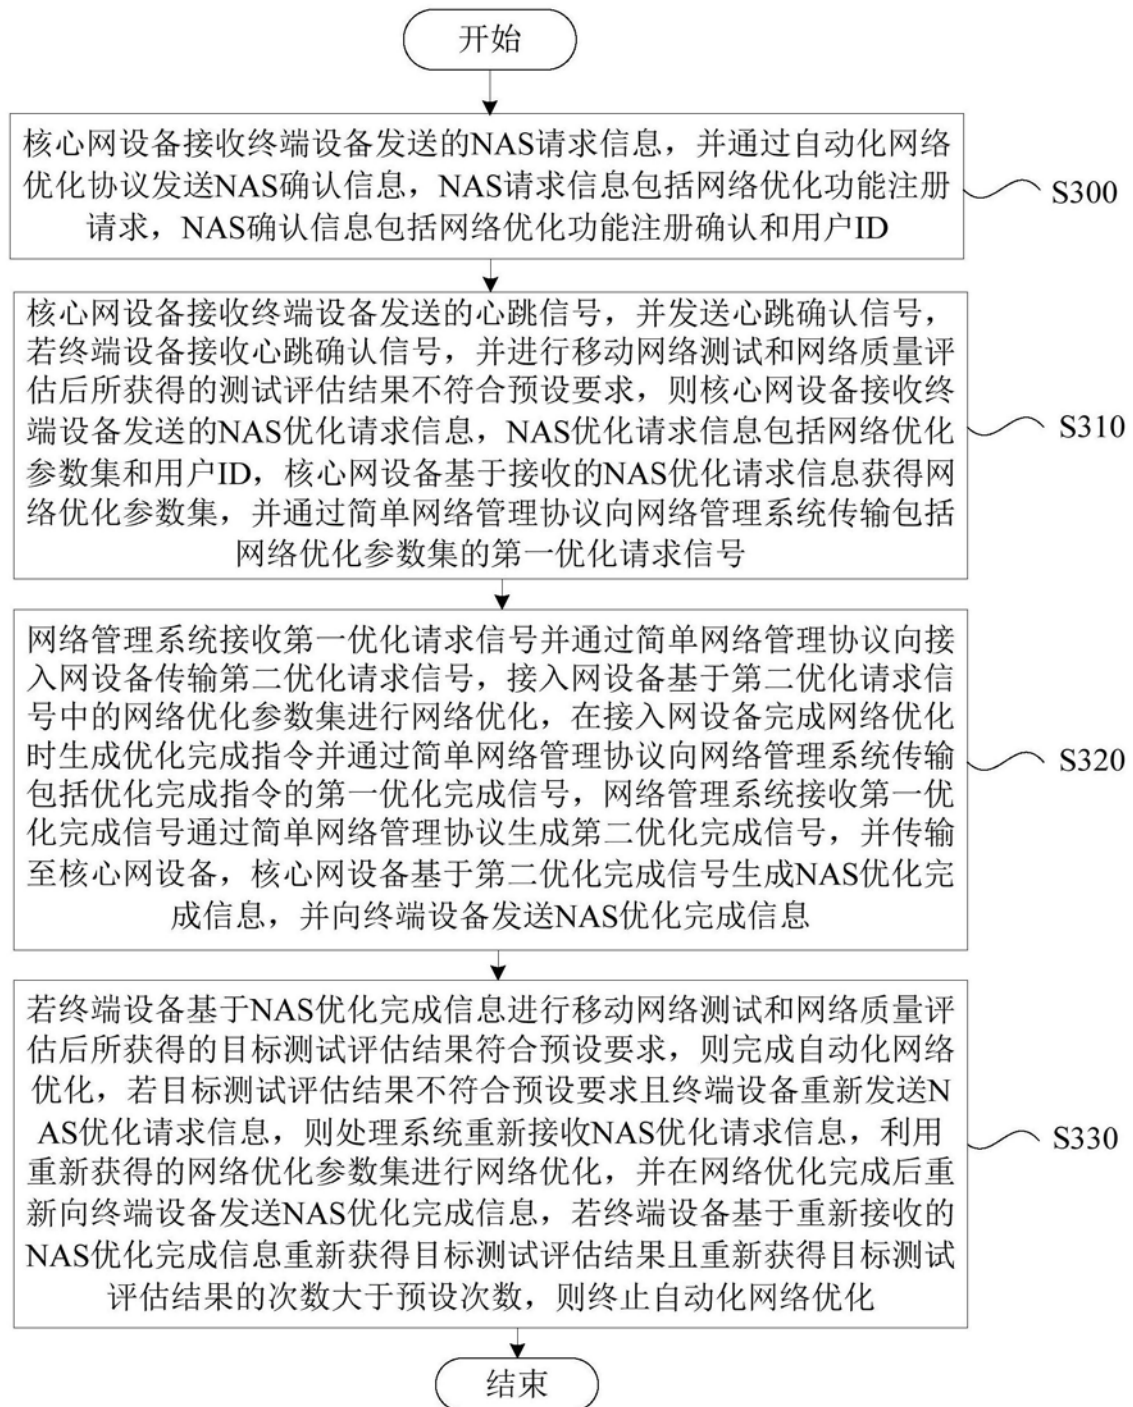 开始
核心网设备接收终端设备发送的NAS请求信息，并通过自动化网络
优化协议发送NAS确认信息，NAS请求信息包括网络优化功能注册
请求，NAS确认信息包括网络优化功能注册确认和用户ID
S300
核心网设备接收终端设备发送的心跳信号，并发送心跳确认信号，
若终端设备接收心跳确认信号，并进行移动网络测试和网络质量评
估后所获得的测试评估结果不符合预设要求，则核心网设备接收终
端设备发送的NAS优化请求信息，NAS优化请求信息包括网络优化
参数集和用户ID，核心网设备基于接收的NAS优化请求信息获得网
络优化参数集，并通过简单网络管理协议向网络管理系统传输包括
网络优化参数集的第一优化请求信号
S310
网络管理系统接收第一优化请求信号并通过简单网络管理协议向接
入网设备传输第二优化请求信号，接入网设备基于第二优化请求信
号中的网络优化参数集进行网络优化，在接入网设备完成网络优化
时生成优化完成指令并通过简单网络管理协议向网络管理系统传输
包括优化完成指令的第一优化完成信号，网络管理系统接收第一优
化完成信号通过简单网络管理协议生成第二优化完成信号，并传输
至核心网设备，核心网设备基于第二优化完成信号生成NAS优化完
成信息，并向终端设备发送NAS优化完成信息
S320
若终端设备基于NAS优化完成信息进行移动网络测试和网络质量评
估后所获得的目标测试评估结果符合预设要求，则完成自动化网络
优化，若目标测试评估结果不符合预设要求且终端设备重新发送N
AS优化请求信息，则处理系统重新接收NAS优化请求信息，利用
重新获得的网络优化参数集进行网络优化，并在网络优化完成后重
新向终端设备发送NAS优化完成信息，若终端设备基于重新接收的
NAS优化完成信息重新获得目标测试评估结果且重新获得目标测试
评估结果的次数大于预设次数，则终止自动化网络优化
S330
结束